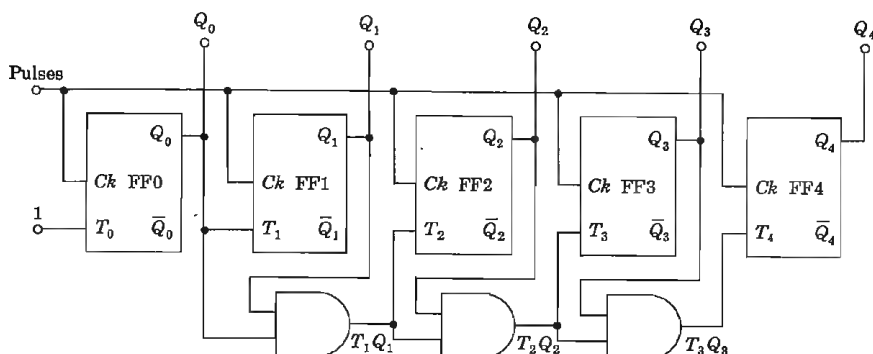 Q₀ Q₁ Q₂ Q₃ Q₄
Pulses
Q₀ Q₁ Q₂ Q₃ Q₄
Ck FF0 Ck FF1 Ck FF2 Ck FF3 Ck FF4
1
T₀ Q̅₀ T₁ Q̅₁ T₂ Q̅₂ T₃ Q̅₃ T₄ Q̅₄
T₁Q₁ T₂Q₂ T₃Q₃